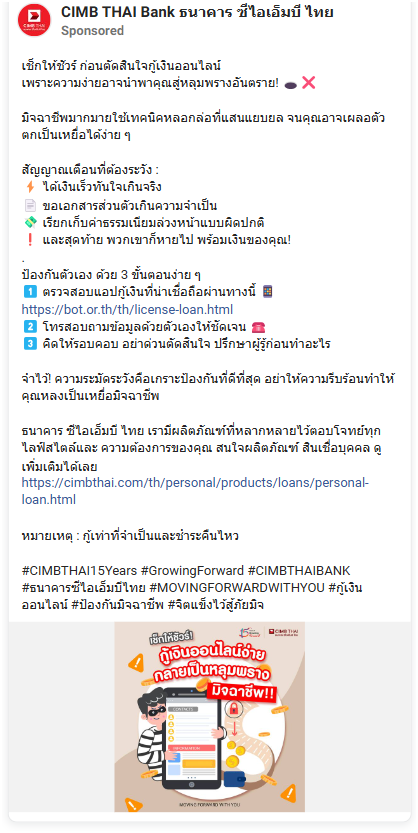 CIMB THAI Bank ธนาคาร ซีไอเอ็มบี ไทย
Sponsored
เช็กให้ชัวร์ ก่อนตัดสินใจกู้เงินออนไลน์
เพราะความง่ายอาจนำพาคุณสู่หลุมพรางอันตราย! 🕳️❌
มิจฉาชีพมากมายใช้เทคนิคหลอกล่อที่แสนแยบยล จนคุณอาจเผลอตัว
ตกเป็นเหยื่อได้ง่าย ๆ
สัญญาณเตือนที่ต้องระวัง :
⚡ ได้เงินเร็วทันใจเกินจริง
📄 ขอเอกสารส่วนตัวเกินความจำเป็น
💸 เรียกเก็บค่าธรรมเนียมล่วงหน้าแบบผิดปกติ
❗ และสุดท้าย พวกเขาก็หายไป พร้อมเงินของคุณ!
.
ป้องกันตัวเอง ด้วย 3 ขั้นตอนง่าย ๆ
1️⃣ ตรวจสอบแอปกู้เงินที่น่าเชื่อถือผ่านทางนี้ 📱
https://bot.or.th/th/license-loan.html
2️⃣ โทรสอบถามข้อมูลด้วยตัวเองให้ชัดเจน ☎️
3️⃣ คิดให้รอบคอบ อย่าด่วนตัดสินใจ ปรึกษาผู้รู้ก่อนทำอะไร
จำไว้! ความระมัดระวังคือเกราะป้องกันที่ดีที่สุด อย่าให้ความรีบร้อนทำให้
คุณหลงเป็นเหยื่อมิจฉาชีพ
ธนาคาร ซีไอเอ็มบี ไทย เรามีผลิตภัณฑ์ที่หลากหลายไว้ตอบโจทย์ทุก
ไลฟ์สไตล์และ ความต้องการของคุณ สนใจผลิตภัณฑ์ สินเชื่อบุคคล ดู
เพิ่มเติมได้เลย
https://cimbthai.com/th/personal/products/loans/personal-
loan.html
หมายเหตุ : กู้เท่าที่จำเป็นและชำระคืนไหว
#CIMBTHAI15Years #GrowingForward #CIMBTHAIBANK
#ธนาคารซีไอเอ็มบีไทย #MOVINGFORWARDWITHYOU #กู้เงิน
ออนไลน์ #ป้องกันมิจฉาชีพ #จิตแข็งไว้สู้ภัยมิจ
เช็กให้ชัวร์!
CIMB THAI
กู้เงินออนไลน์ง่าย
กลายเป็นหลุมพราง
มิจฉาชีพ!!
CONTACTS
INFORMATION
MOVING FORWARD WITH YOU